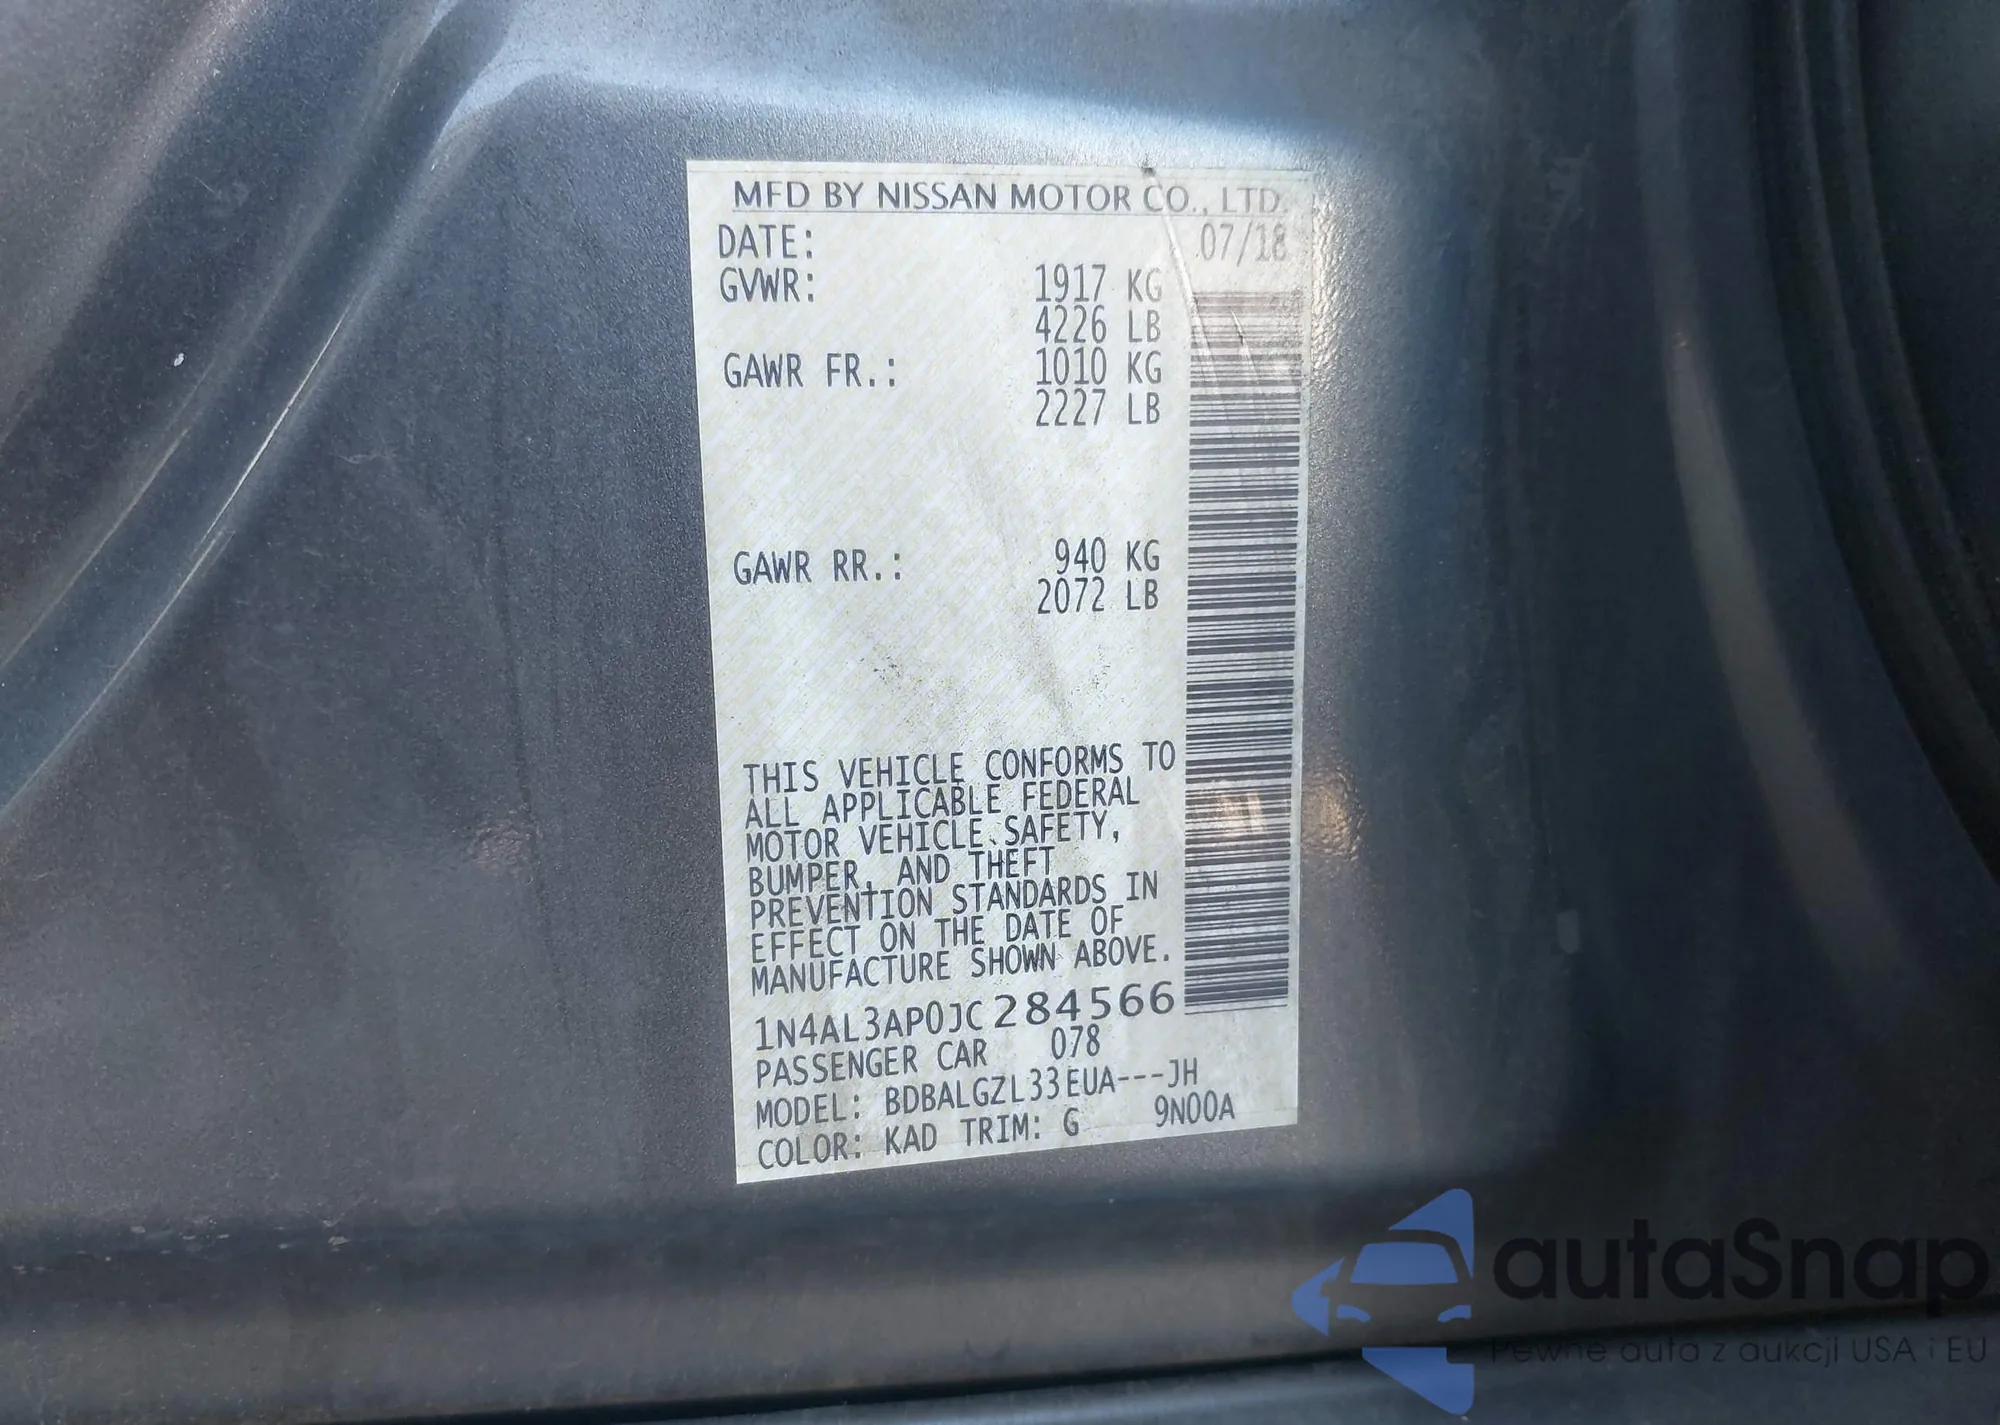 MFD BY NISSAN MOTOR CO., LTD.
DATE: 07/18
GVWR: 1917 KG
4226 LB
GAWR FR.: 1010 KG
2227 LB
GAWR RR.: 940 KG
2072 LB
THIS VEHICLE CONFORMS TO
ALL APPLICABLE FEDERAL
MOTOR VEHICLE SAFETY,
BUMPER, AND THEFT
PREVENTION STANDARDS IN
EFFECT ON THE DATE OF
MANUFACTURE SHOWN ABOVE.
1N4AL3AP0JC284566
PASSENGER CAR 078
MODEL: BDBALGZL33EUA---JH
COLOR: KAD TRIM: G 9N00A
autaSnap
Pewne auta z aukcji USA i EU